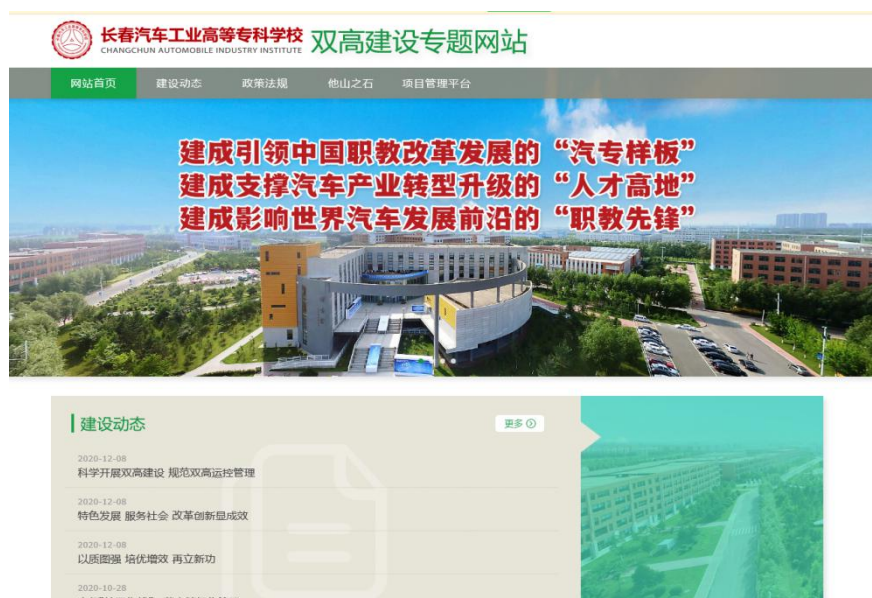 长春汽车工业高等专科学校
CHANGCHUN AUTOMOBILE INDUSTRY INSTITUTE
双高建设专题网站
网站首页 建设动态 政策法规 他山之石 项目管理平台
建成引领中国职教改革发展的“汽专样板”
建成支撑汽车产业转型升级的“人才高地”
建成影响世界汽车发展前沿的“职教先锋”
建设动态 更多
2020-12-08
科学开展双高建设 规范双高运控管理
2020-12-08
特色发展 服务社会 改革创新显成效
2020-12-08
以质图强 培优增效 再立新功
2020-10-28